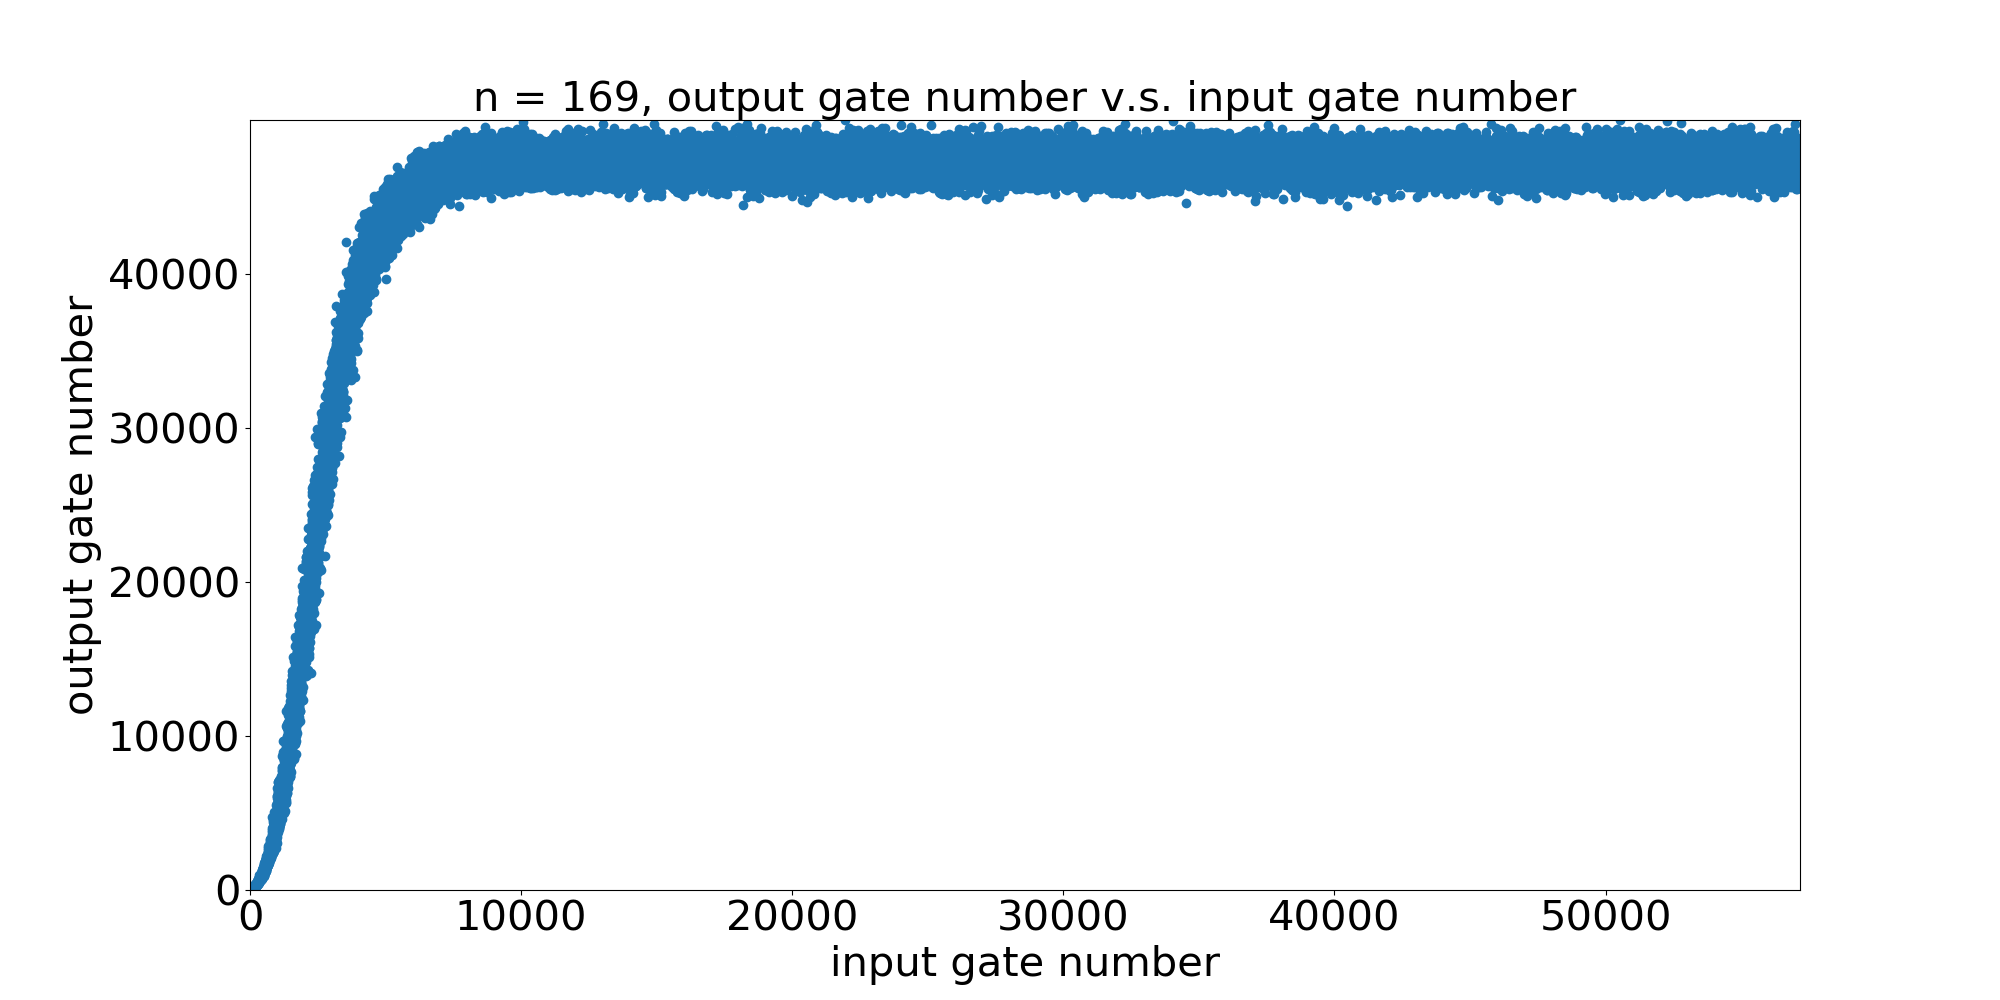 n = 169, output gate number v.s. input gate number
output gate number
40000
30000
20000
10000
0
0 10000 20000 30000 40000 50000
input gate number